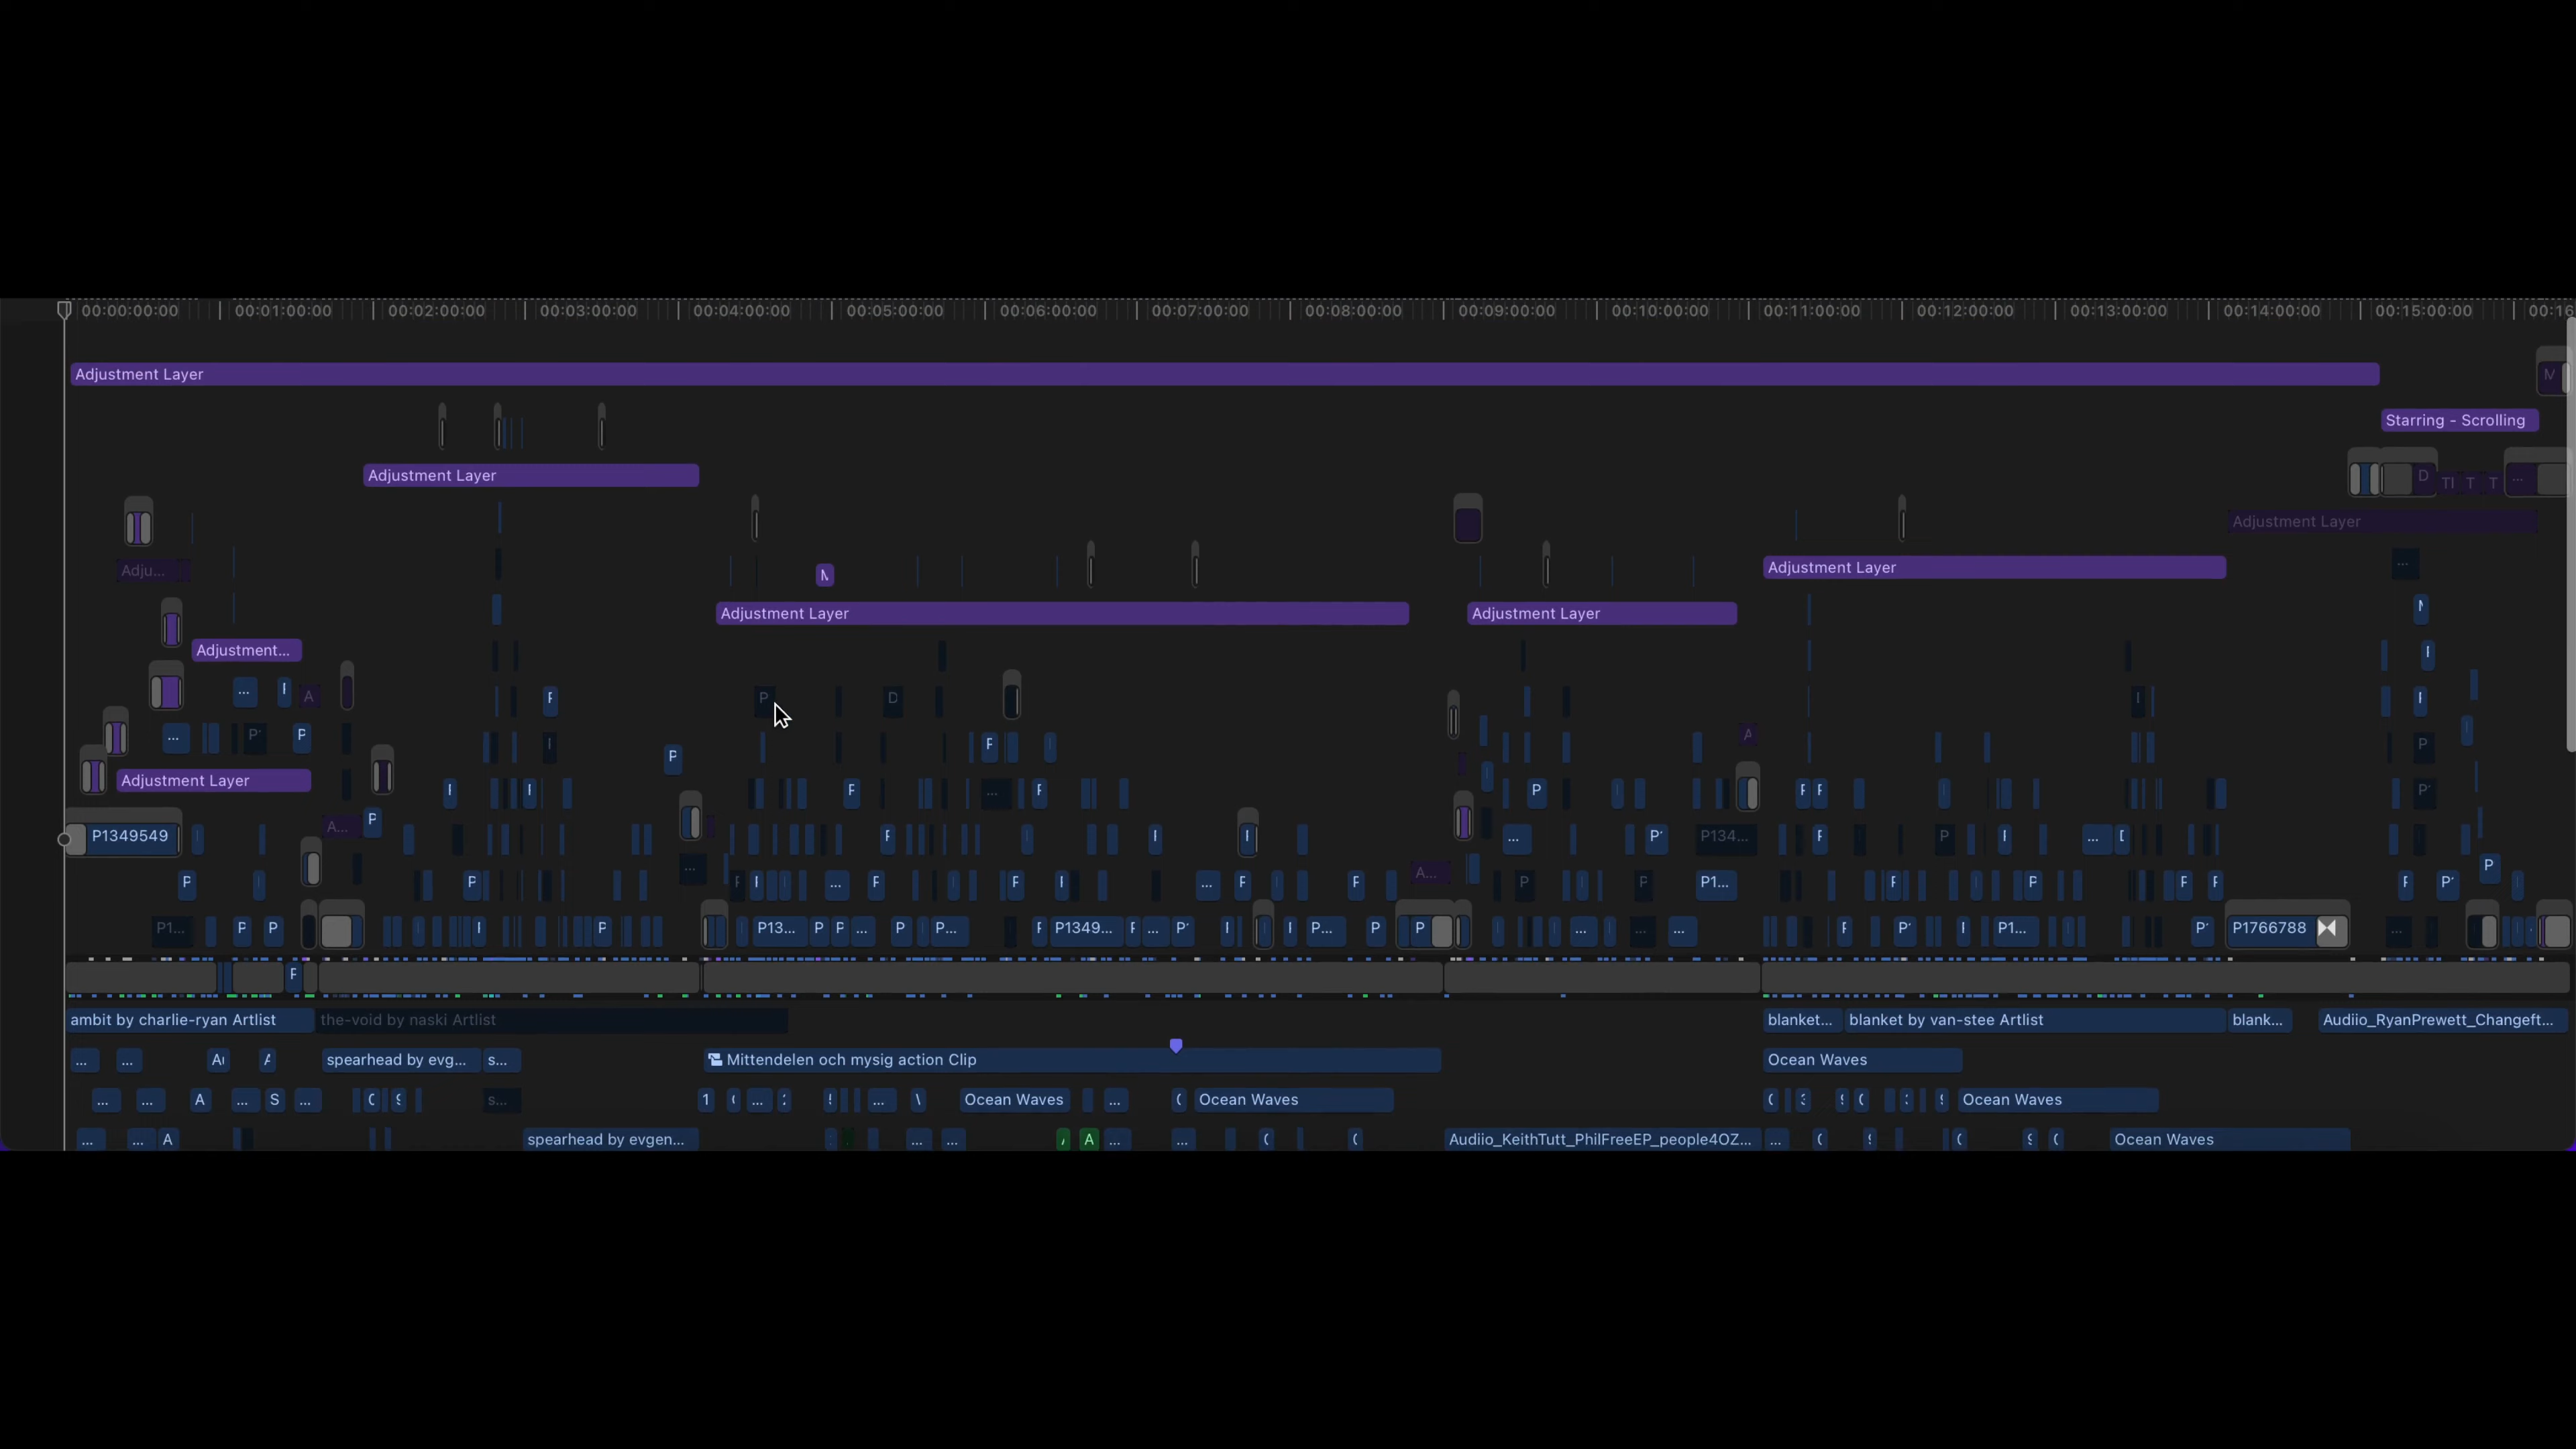 00:00:00:00 00:01:00:00 00:02:00:00 00:03:00:00 00:04:00:00 00:05:00:00 00:06:00:00 00:07:00:00 00:08:00:00 00:09:00:00 00:10:00:00 00:11:00:00 00:12:00:00 00:13:00:00 00:14:00:00 00:15:00:00 00:16
Adjustment Layer M
Starring - Scrolling
Adjustment Layer D
Adjustment Layer
Adju... Adjustment Layer
Adjustment Layer Adjustment Layer
Adjustment...
... A P D
... P P
Adjustment Layer
P1349549 A... ... P134... P ...
P ... ... A... P P P1... P
P1... P P P P13... P P ... P P... P1349... ... P P... P P ... ... ... P1... P P1766788 ...
ambit by charlie-ryan Artlist the-void by naski Artlist blanket... blanket by van-stee Artlist blank... Audiio_RyanPrewett_Changeft...
... ... spearhead by evg... s... Mittendelen och mysig action Clip Ocean Waves
... ... A ... S ... s... 1 ... ... Ocean Waves ... Ocean Waves Ocean Waves
... ... A spearhead by evgen... ... ... A ... ... Audiio_KeithTutt_PhilFreeEP_people4OZ... ... Ocean Waves